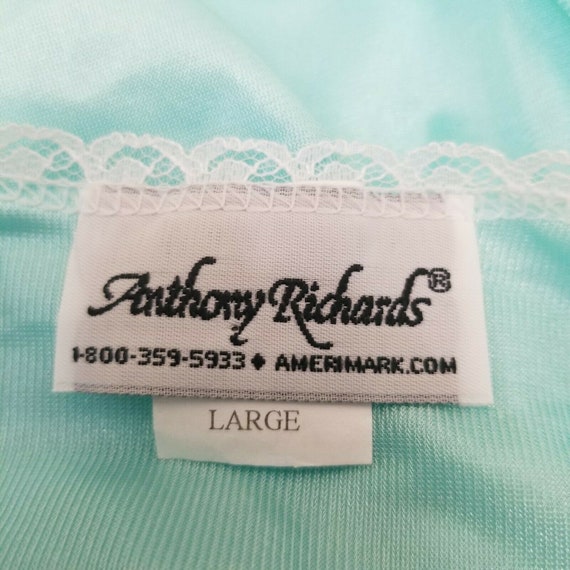 Anthony Richards®
1-800-359-5933 ♦ AMERIMARK.COM
LARGE